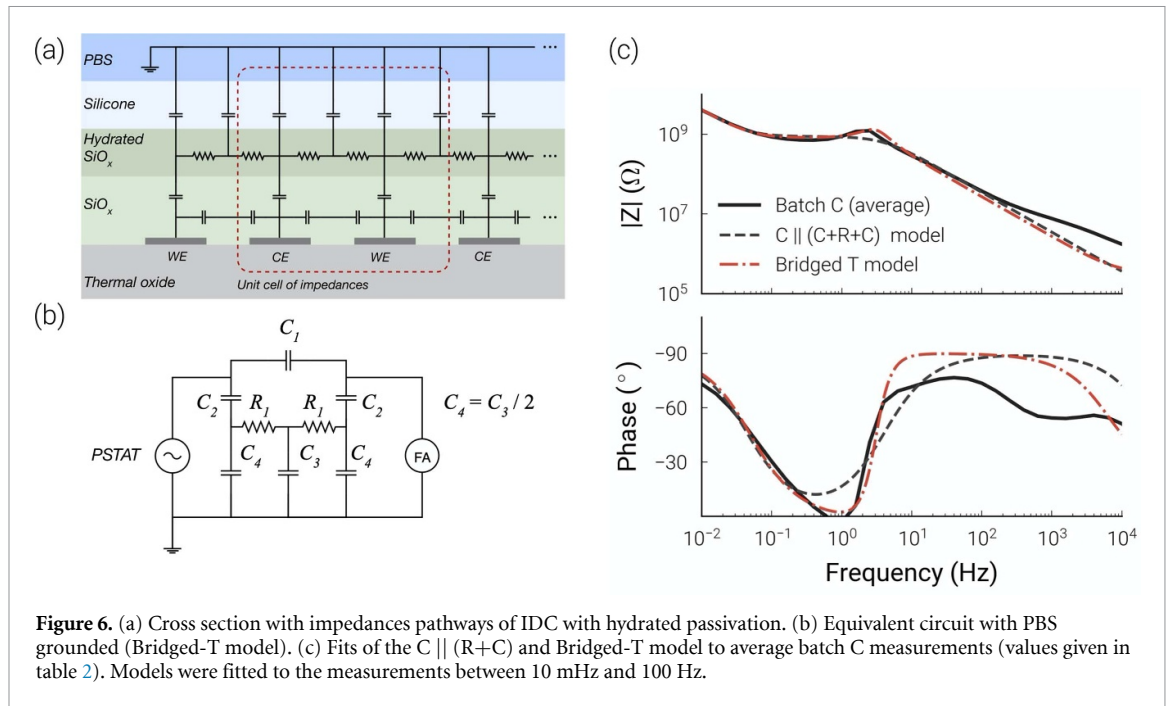 (a)
PBS
...
Silicone
Hydrated
SiOx
...
SiOx
...
WE
CE
WE
CE
Thermal oxide
Unit cell of impedances
(b)
C1
C2
R1
R1
C2
C4 = C3 / 2
PSTAT
C4
C3
C4
FA
(c)
|Z| (Ω)
10^9
10^7
10^5
Batch C (average)
C || (C+R+C) model
Bridged T model
Phase (°)
−90
−60
−30
10^−2
10^−1
10^0
10^1
10^2
10^3
10^4
Frequency (Hz)
Figure 6. (a) Cross section with impedances pathways of IDC with hydrated passivation. (b) Equivalent circuit with PBS
grounded (Bridged-T model). (c) Fits of the C || (R+C) and Bridged-T model to average batch C measurements (values given in
table 2). Models were fitted to the measurements between 10 mHz and 100 Hz.